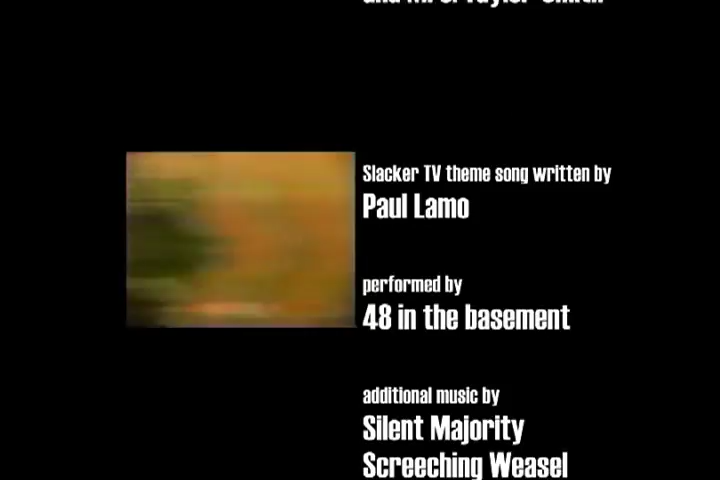 Slacker TV theme song written by
Paul Lamo
performed by
48 in the basement
additional music by
Silent Majority
Screeching Weasel